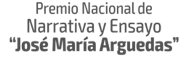 Premio Nacional de
Narrativa y Ensayo
“José María Arguedas”